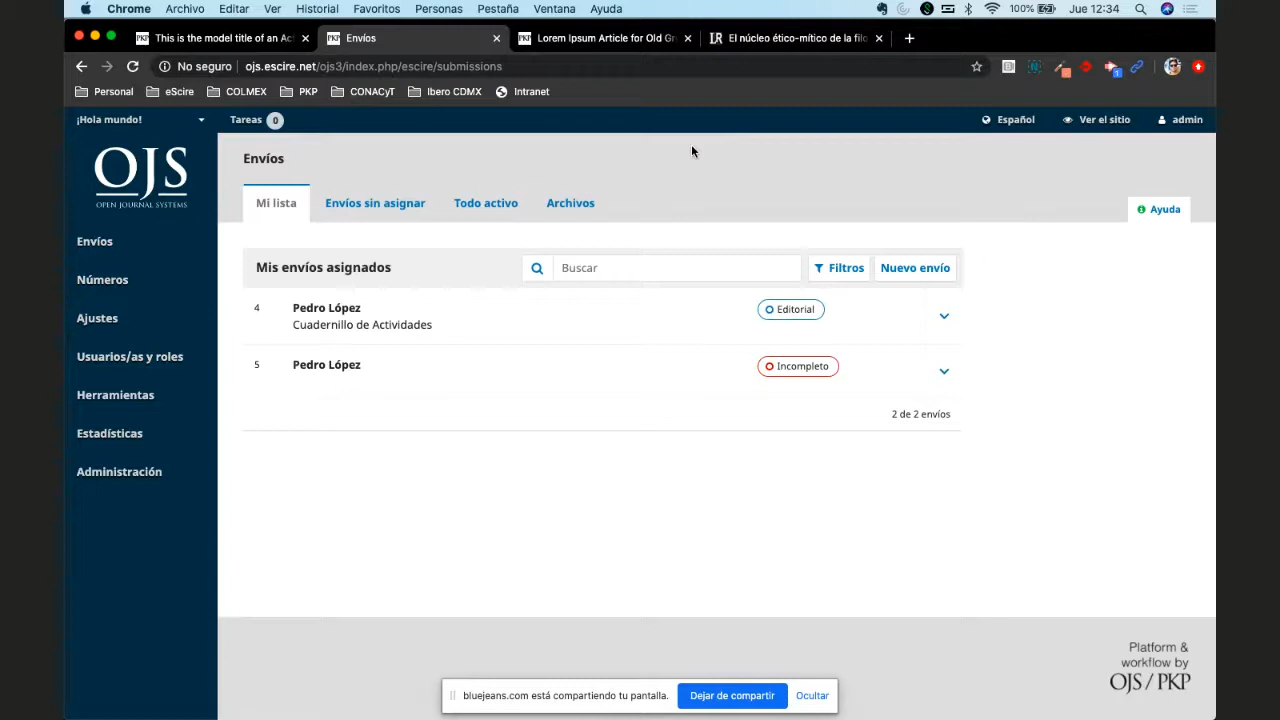 Chrome Archivo Editar Ver Historial Favoritos Personas Pestaña Ventana Ayuda 100% Jue 12:34
This is the model title of an Ac
Envíos
Lorem Ipsum Article for Old Gr
El núcleo ético-mítico de la filo
No seguro ojs.escire.net/ojs3/index.php/escire/submissions
Personal eScire COLMEX PKP CONACyT Ibero CDMX Intranet
¡Hola mundo! Tareas 0 Español Ver el sitio admin
OJS
OPEN JOURNAL SYSTEMS
Envíos
Números
Ajustes
Usuarios/as y roles
Herramientas
Estadísticas
Administración
Envíos
Mi lista Envíos sin asignar Todo activo Archivos
Ayuda
Mis envíos asignados Buscar Filtros Nuevo envío
4 Pedro López Editorial
Cuadernillo de Actividades
5 Pedro López Incompleto
2 de 2 envíos
Platform &
workflow by
OJS / PKP
bluejeans.com está compartiendo tu pantalla. Dejar de compartir Ocultar